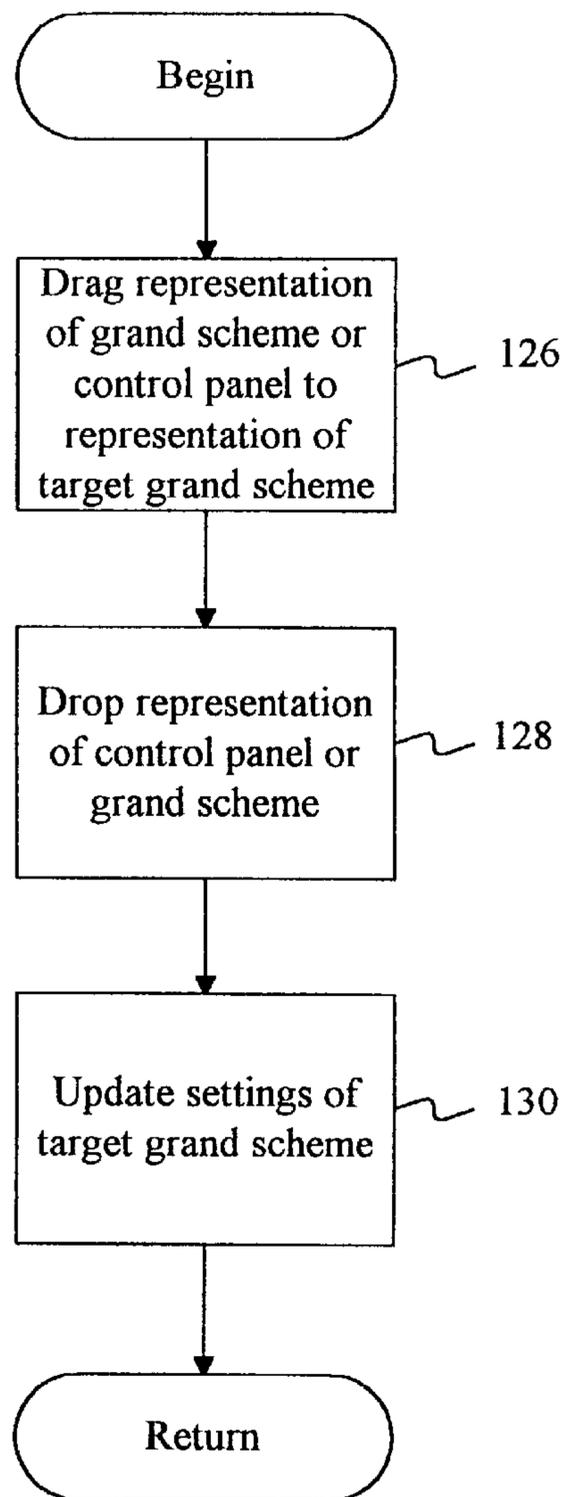 Begin
Drag representation
of grand scheme or
control panel to
representation of
target grand scheme
126
Drop representation
of control panel or
grand scheme
128
Update settings of
target grand scheme
130
Return